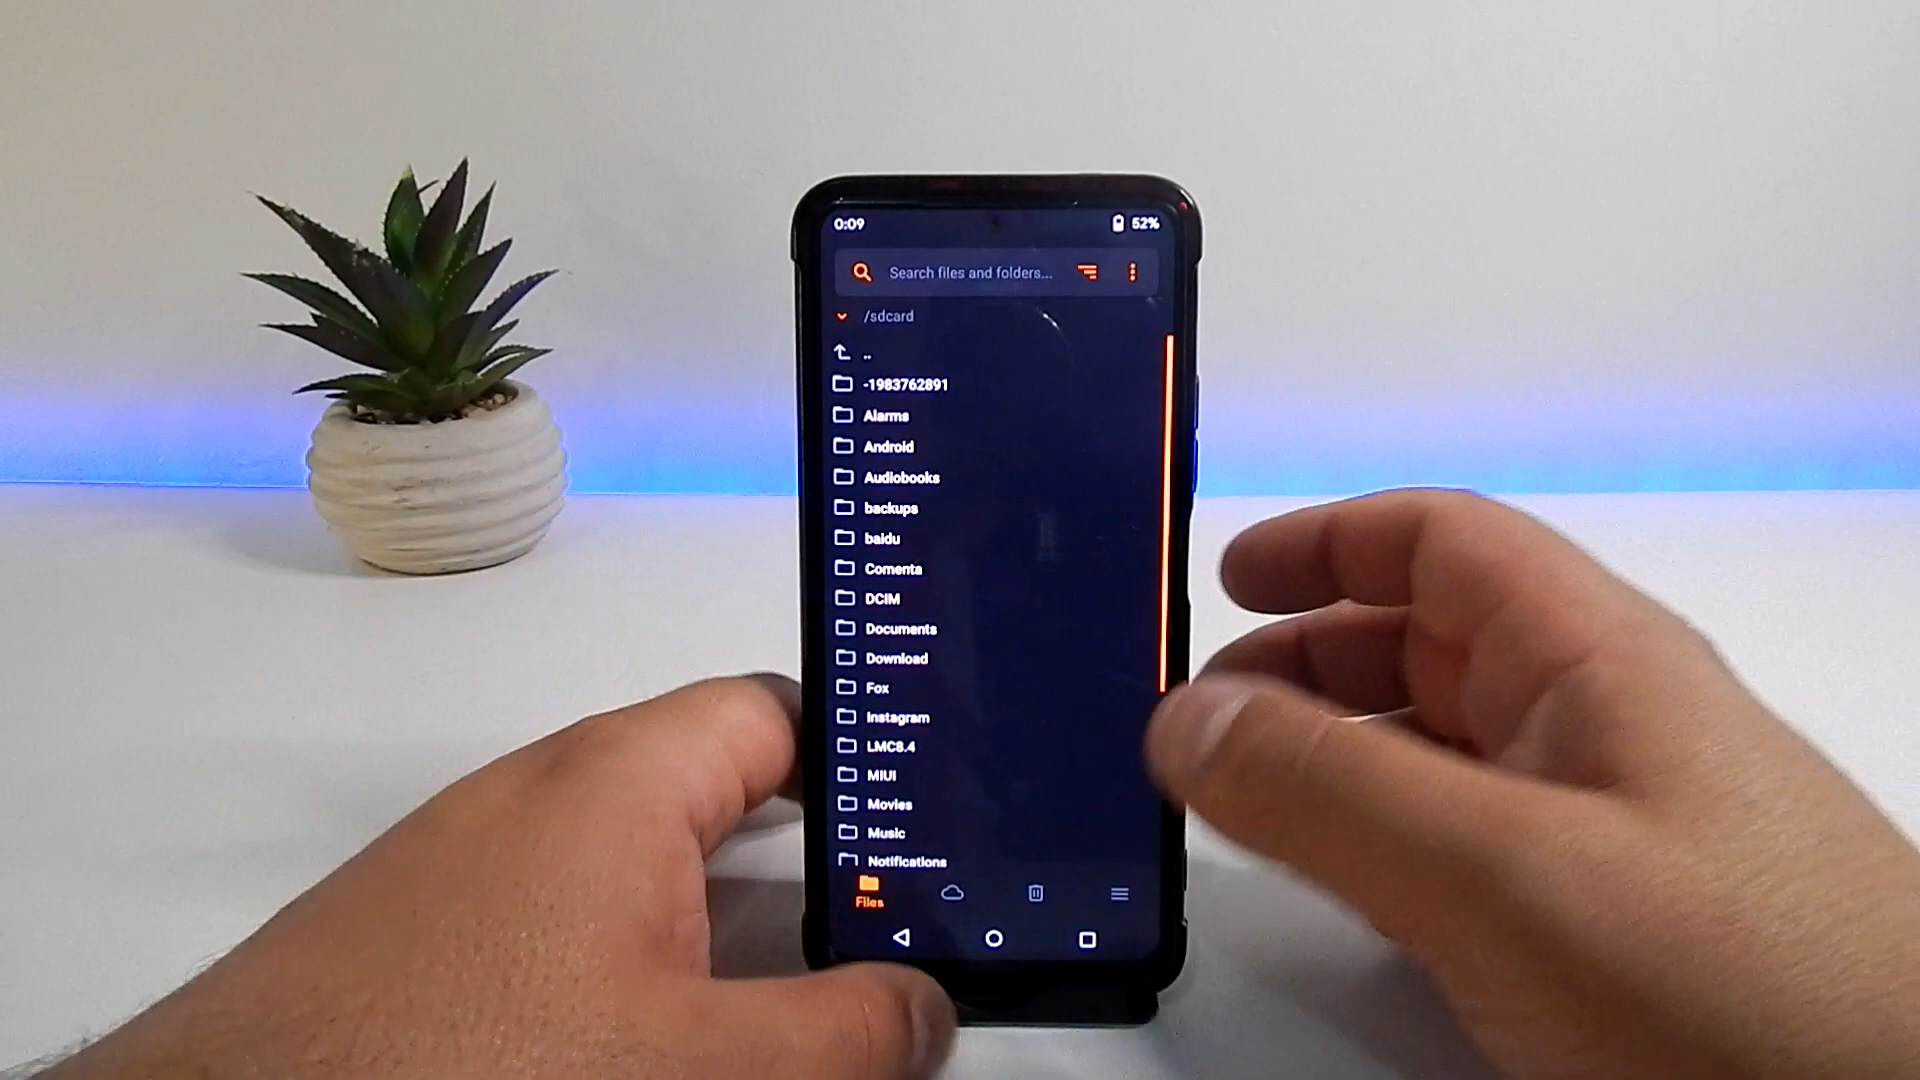 0:09 52%
Search files and folders...
/sdcard
..
-1983762891
Alarms
Android
Audiobooks
backups
baidu
Comenta
DCIM
Documents
Download
Fox
Instagram
LMC8.4
MIUI
Movies
Music
Notifications
Files